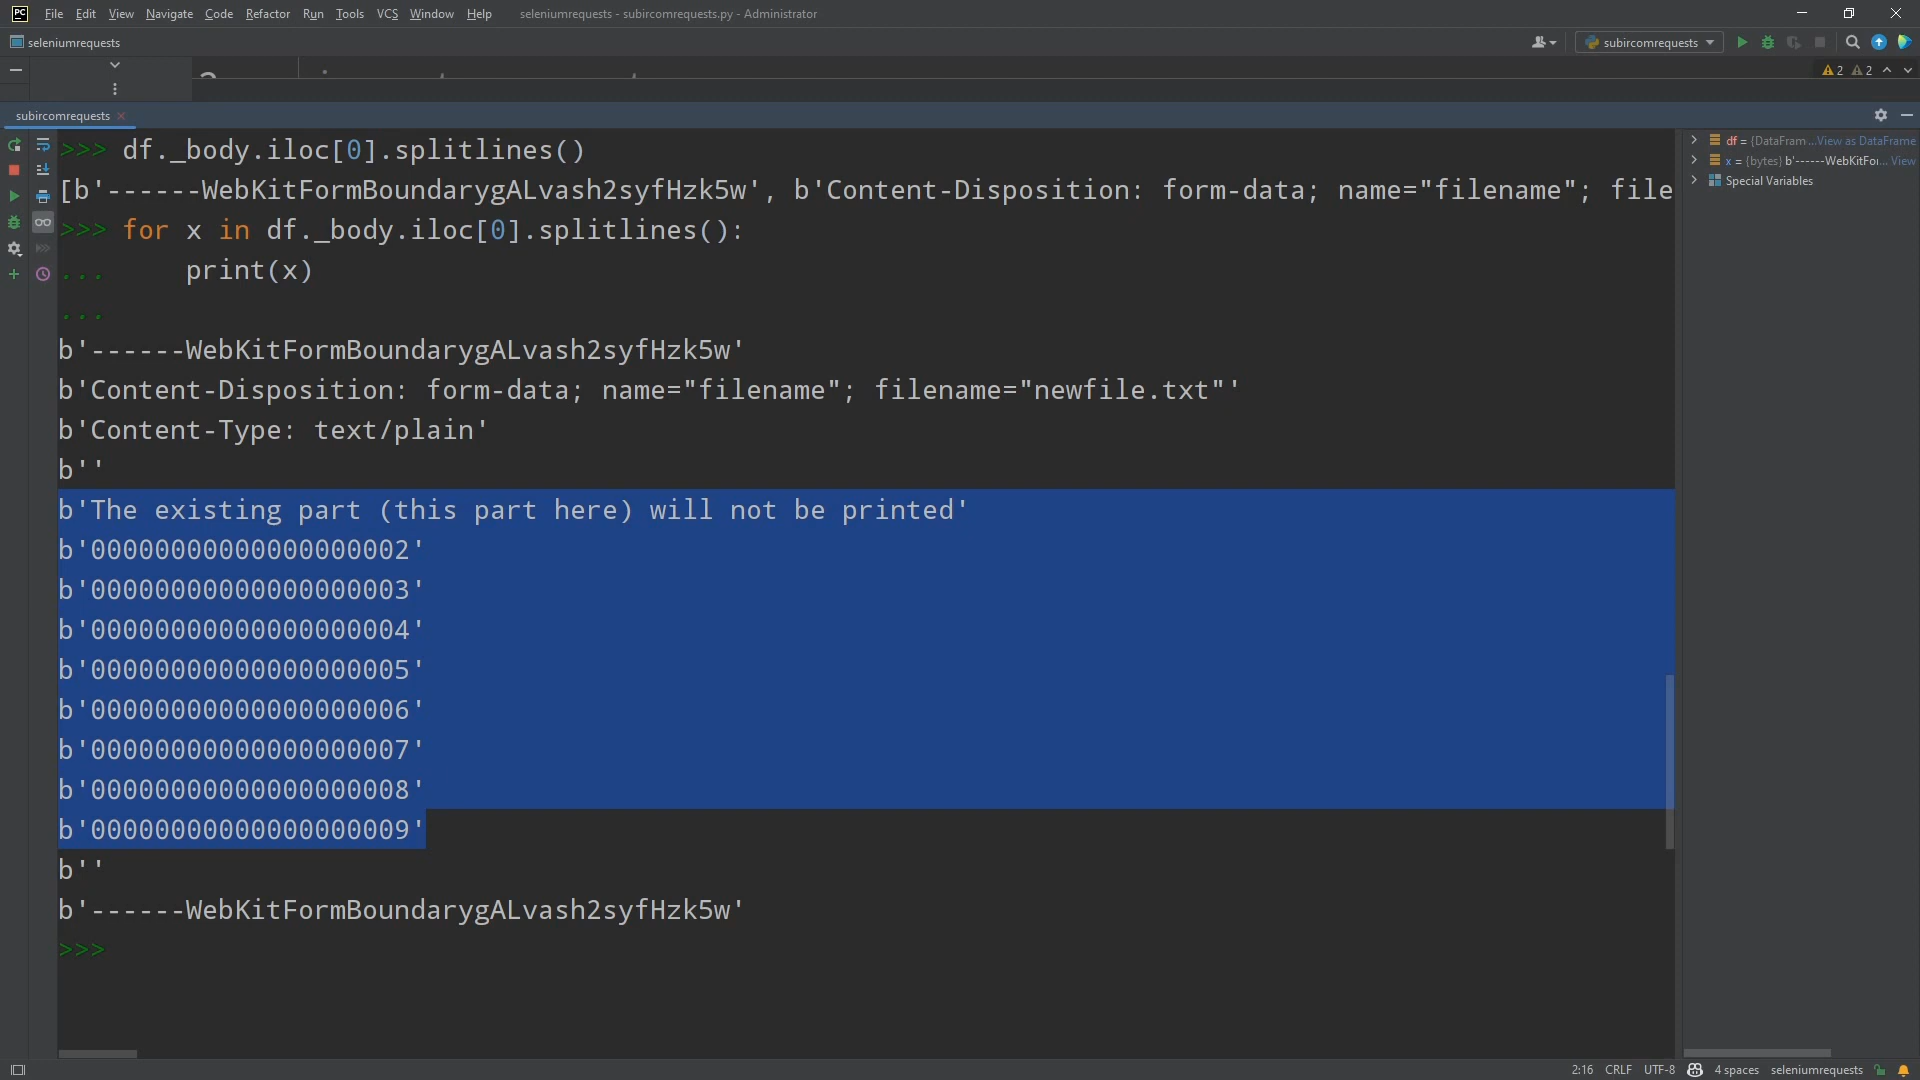 PC File Edit View Navigate Code Refactor Run Tools VCS Window Help seleniumrequests - subircomrequests.py - Administrator
seleniumrequests subircomrequests
2 2
subircomrequests
>>> df._body.iloc[0].splitlines()
[b'------WebKitFormBoundarygALvash2syfHzk5w', b'Content-Disposition: form-data; name="filename"; file
>>> for x in df._body.iloc[0].splitlines():
... print(x)
...
b'------WebKitFormBoundarygALvash2syfHzk5w'
b'Content-Disposition: form-data; name="filename"; filename="newfile.txt"'
b'Content-Type: text/plain'
b''
b'The existing part (this part here) will not be printed'
b'00000000000000000002'
b'00000000000000000003'
b'00000000000000000004'
b'00000000000000000005'
b'00000000000000000006'
b'00000000000000000007'
b'00000000000000000008'
b'00000000000000000009'
b''
b'------WebKitFormBoundarygALvash2syfHzk5w'
>>>
df = {DataFram ...View as DataFrame
x = {bytes} b'------WebKitFor... View
Special Variables
2:16 CRLF UTF-8 4 spaces seleniumrequests